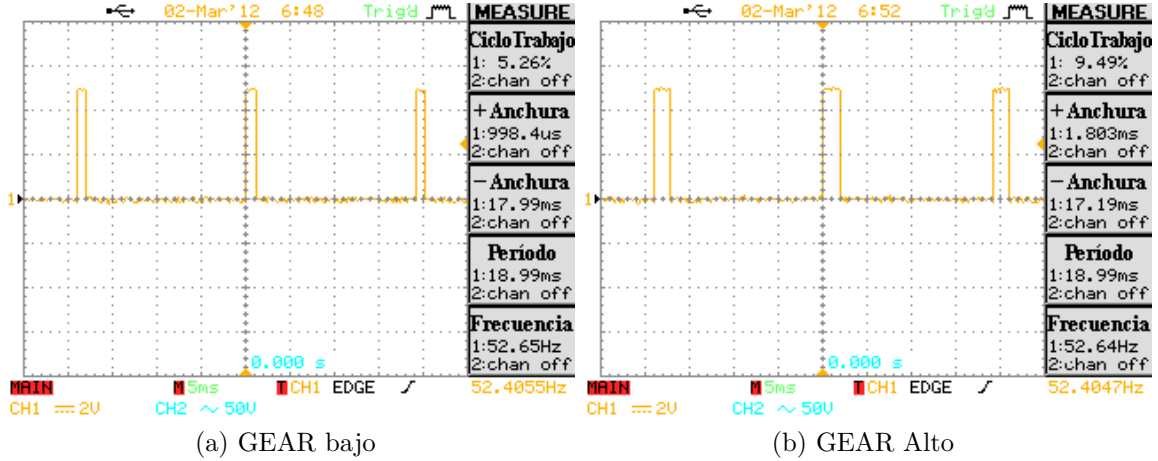 02-Mar'12 6:48 Trig'd MEASURE
CicloTrabajo
1: 5.26%
2:chan off
+Anchura
1:998.4us
2:chan off
-Anchura
1:17.99ms
2:chan off
Período
1:18.99ms
2:chan off
Frecuencia
1:52.65Hz
2:chan off
1
0.000 s
MAIN M 5ms T CH1 EDGE 52.4055Hz
CH1 2V CH2 ~ 50V
(a) GEAR bajo
02-Mar'12 6:52 Trig'd MEASURE
CicloTrabajo
1: 9.49%
2:chan off
+Anchura
1:1.803ms
2:chan off
-Anchura
1:17.19ms
2:chan off
Período
1:18.99ms
2:chan off
Frecuencia
1:52.64Hz
2:chan off
1
0.000 s
MAIN M 5ms T CH1 EDGE 52.4047Hz
CH1 2V CH2 ~ 50V
(b) GEAR Alto